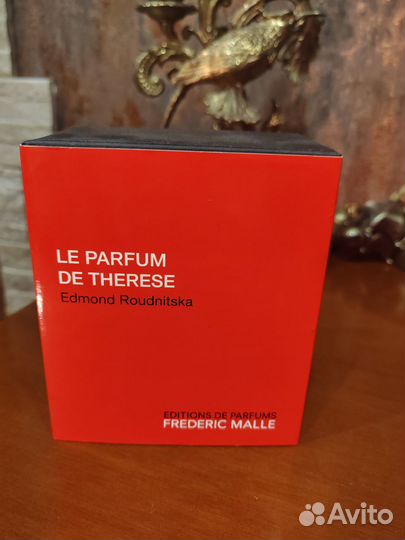 LE PARFUM
DE THERESE
Edmond Roudnitska
EDITIONS DE PARFUMS
FREDERIC MALLE
Avito